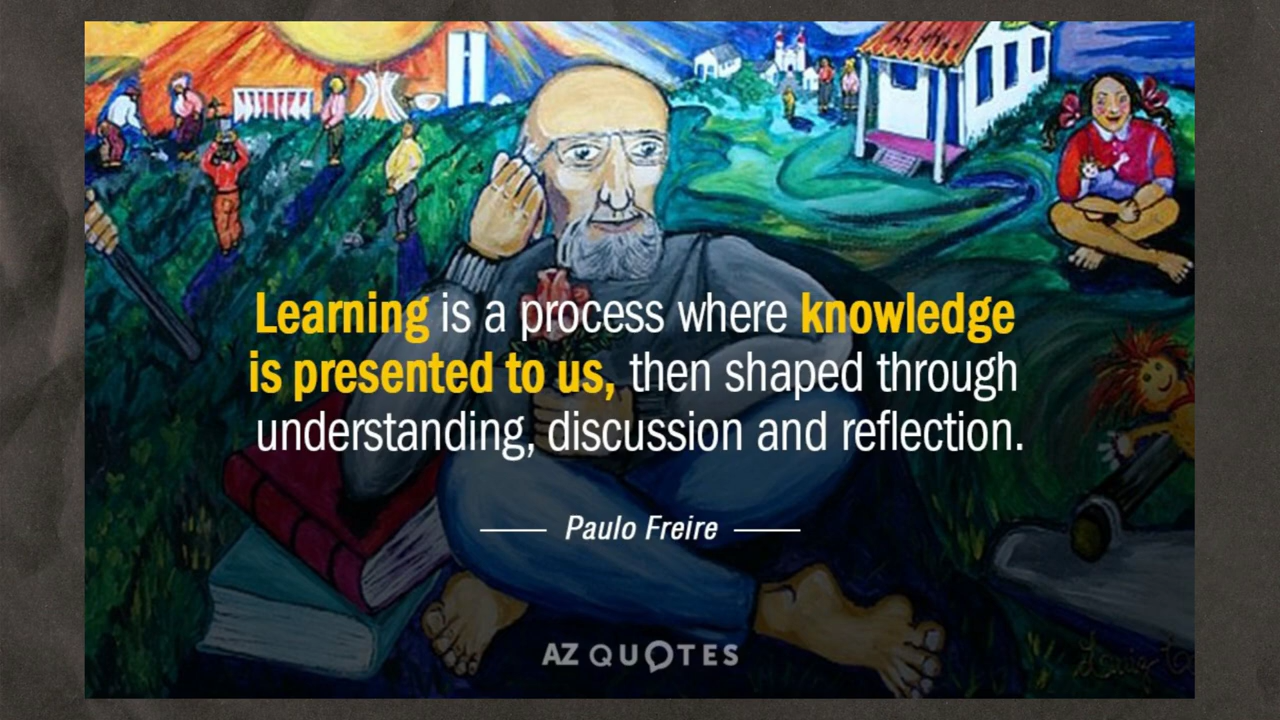 Learning is a process where knowledge
is presented to us, then shaped through
understanding, discussion and reflection.
Paulo Freire
AZ QUOTES